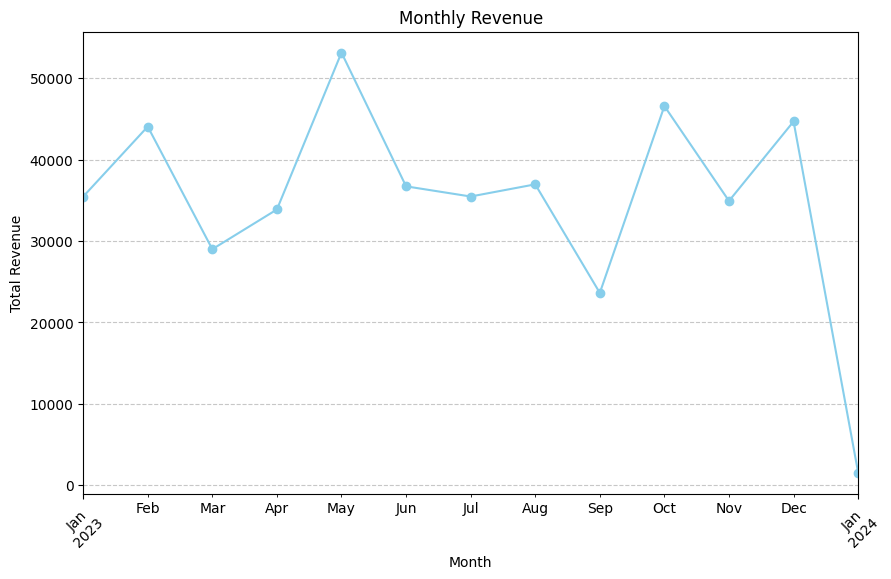 Monthly Revenue
50000
40000
30000
20000
10000
0
Total Revenue
Jan
2023
Feb
Mar
Apr
May
Jun
Jul
Aug
Sep
Oct
Nov
Dec
Jan
2024
Month